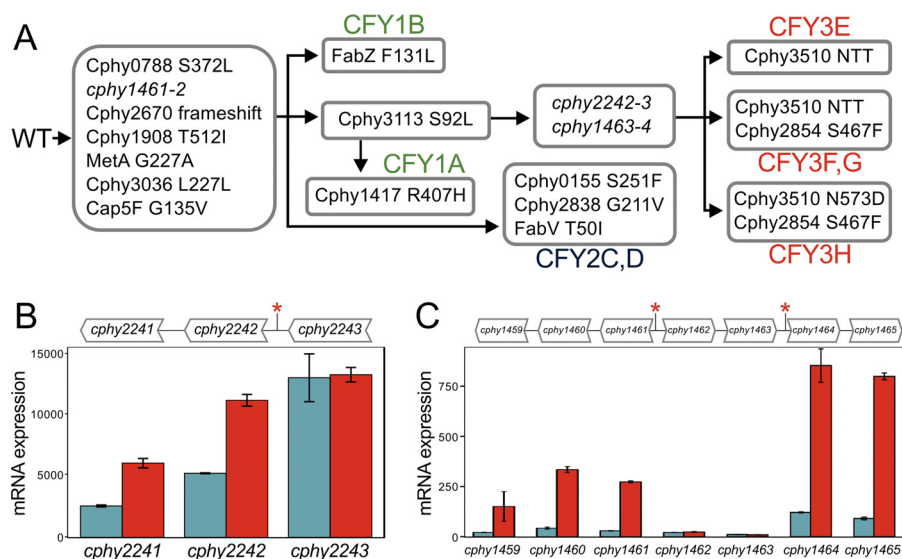 A
WT
Cphy0788 S372L
cphy1461-2
Cphy2670 frameshift
Cphy1908 T512I
MetA G227A
Cphy3036 L227L
Cap5F G135V
CFY1B
FabZ F131L
Cphy3113 S92L
CFY1A
Cphy1417 R407H
cphy2242-3
cphy1463-4
Cphy0155 S251F
Cphy2838 G211V
FabV T50I
CFY2C,D
CFY3E
Cphy3510 NTT
Cphy3510 NTT
Cphy2854 S467F
CFY3F,G
Cphy3510 N573D
Cphy2854 S467F
CFY3H
B
*
cphy2241 cphy2242 cphy2243
mRNA expression
15000
10000
5000
0
cphy2241 cphy2242 cphy2243
C
* *
cphy1459 cphy1460 cphy1461 cphy1462 cphy1463 cphy1464 cphy1465
mRNA expression
750
500
250
0
cphy1459 cphy1460 cphy1461 cphy1462 cphy1463 cphy1464 cphy1465